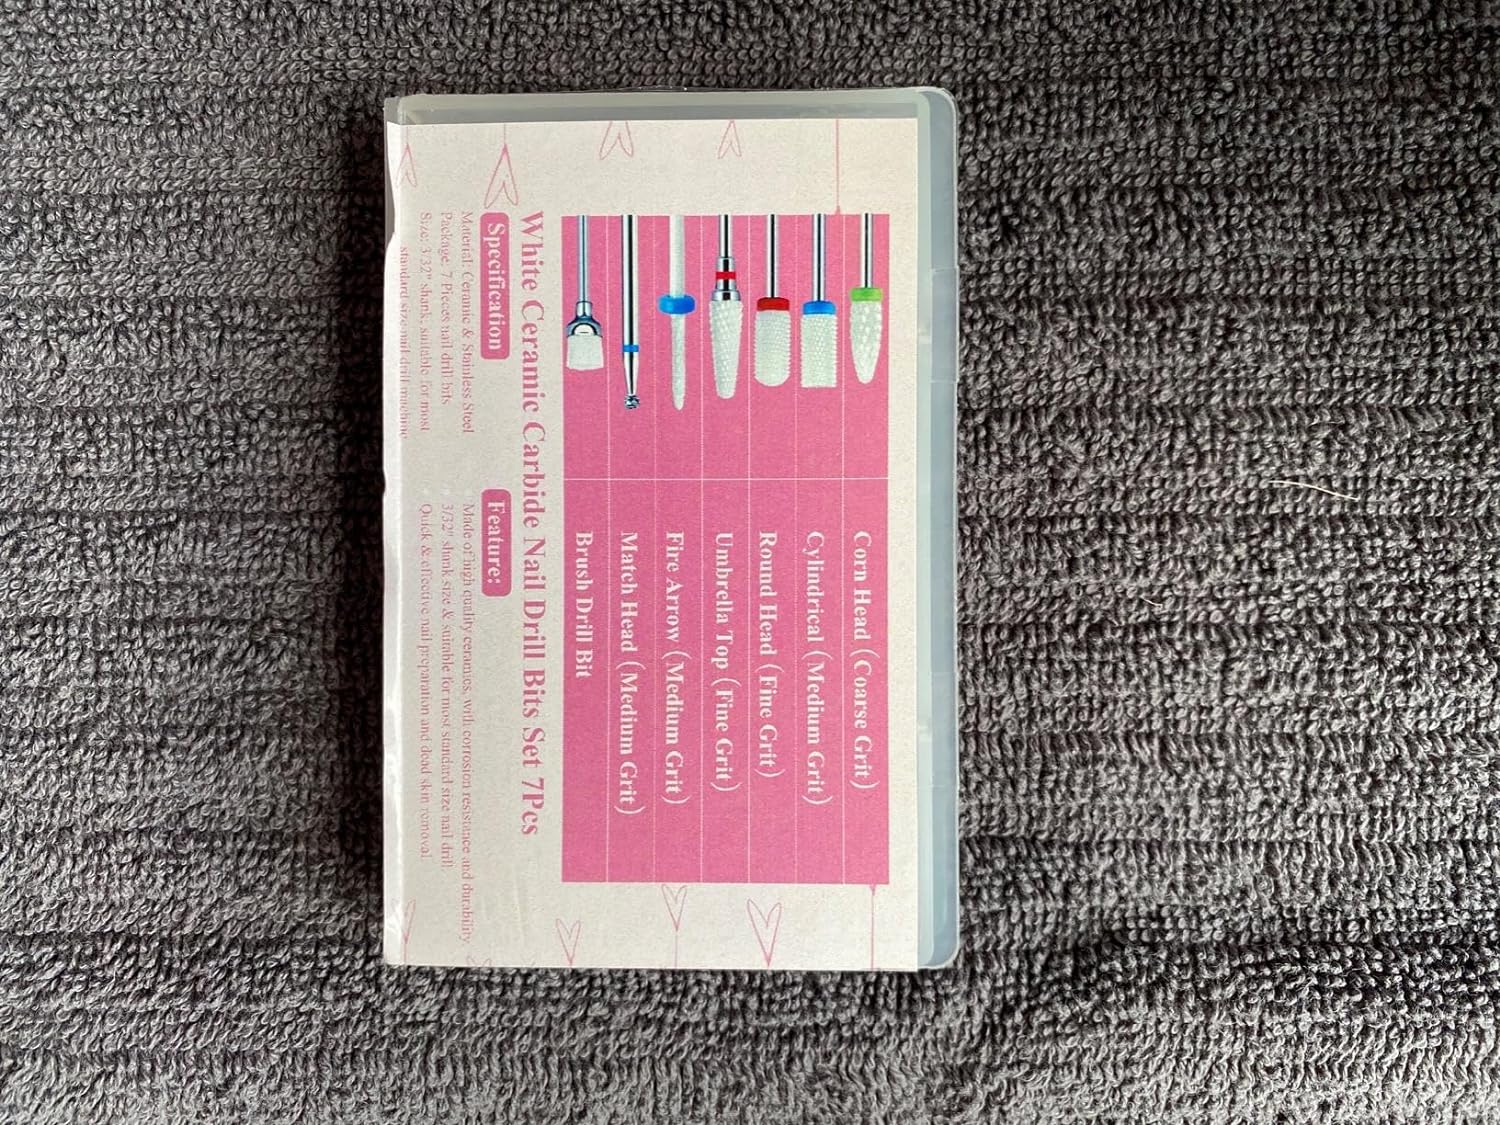 Corn Head (Coarse Grit)
Cylindrical (Medium Grit)
Round Head (Fine Grit)
Umbrella Top (Fine Grit)
Fire Arrow (Medium Grit)
Match Head (Medium Grit)
Brush Drill Bit
White Ceramic Carbide Nail Drill Bits Set 7Pcs
Specification
Material: Ceramic & Stainless Steel
Package: 7 Pieces nail drill bits
Size: 3/32" shank, suitable for most
standard size nail drill machine
Feature:
Made of high quality ceramics, with corrosion resistance and durability
3/32" shank size & suitable for most standard size nail drill.
Quick & effective nail preparation and dead skin removal.